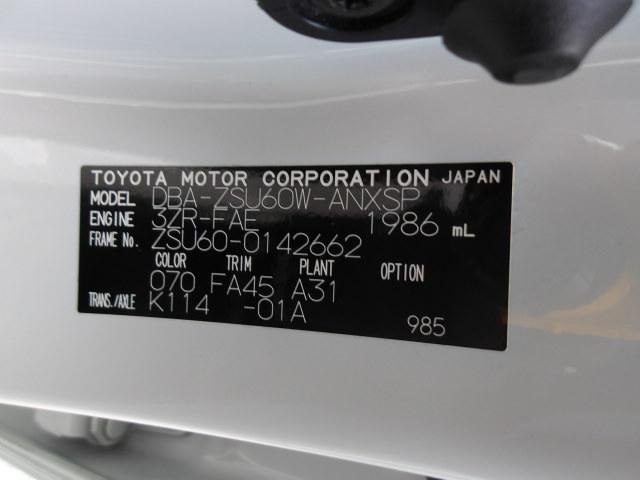 TOYOTA MOTOR CORPORATION JAPAN
MODEL DBA-ZSU60W-ANXSP
ENGINE 3ZR-FAE 1986 mL
FRAME No. ZSU60-0142662
COLOR TRIM PLANT OPTION
070 FA45 A31
TRANS./AXLE K114 -01A
985